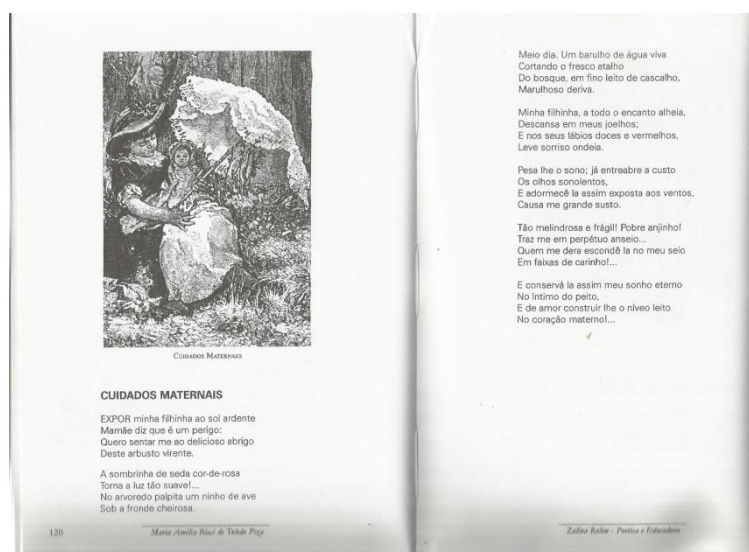 CUIDADOS MATERNAES
CUIDADOS MATERNAIS
EXPOR minha filhinha ao sol ardente
Mamãe diz que é um perigo:
Quero sentar me ao delicioso abrigo
Deste arbusto virente.
A sombrinha de seda cor-de-rosa
Torna a luz tão suave!...
No arvoredo palpita um ninho de ave
Sob a fronde cheirosa.
120
Maria Amélia Blasi de Toledo Piza
Meio dia. Um barulho de água viva
Cortando o fresco atalho
Do bosque, em fino leito de cascalho,
Marulhoso deriva.
Minha filhinha, a todo o encanto alheia,
Descansa em meus joelhos;
E nos seus lábios doces e vermelhos,
Leve sorriso ondeia.
Pesa lhe o sono; já entreabre a custo
Os olhos sonolentos,
E adormecê la assim exposta aos ventos,
Causa me grande susto.
Tão melindrosa e frágil! Pobre anjinho!
Traz me em perpétuo anseio...
Quem me dera escondê la no meu seio
Em faixas de carinho!...
E conservá la assim meu sonho eterno
No íntimo do peito,
E de amor construir lhe o níveo leito
No coração materno!...
Zalina Rolim - Poetisa e Educadora